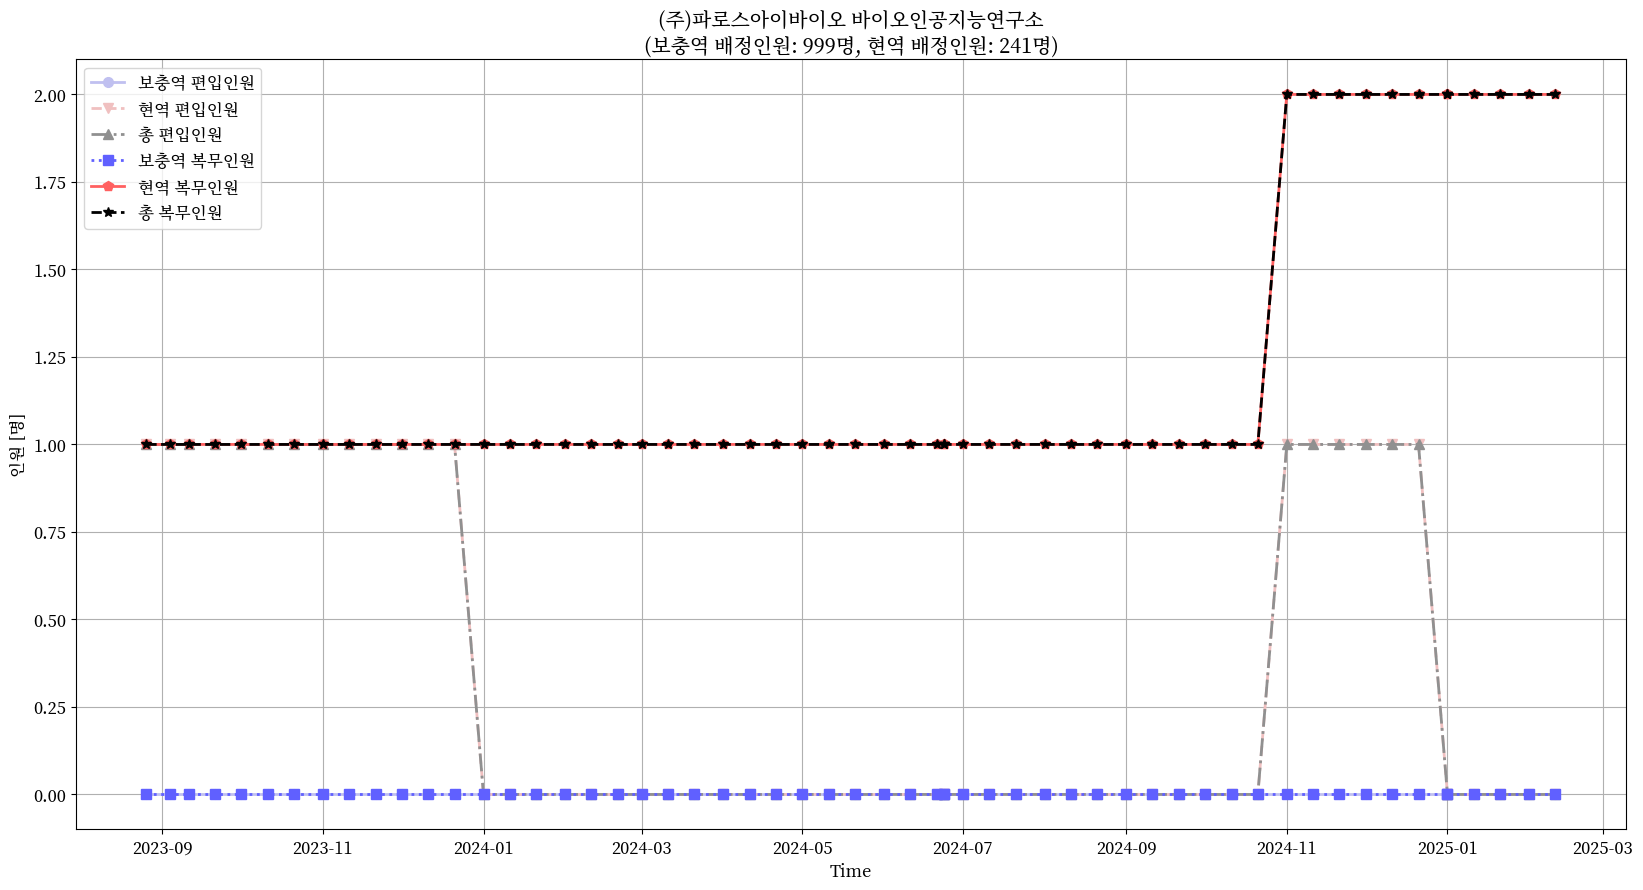 (주)파로스아이바이오 바이오인공지능연구소
(보충역 배정인원: 999명, 현역 배정인원: 241명)
보충역 편입인원
현역 편입인원
총 편입인원
보충역 복무인원
현역 복무인원
총 복무인원
2.00
1.75
1.50
1.25
1.00
0.75
0.50
0.25
0.00
인원 [명]
2023-09 2023-11 2024-01 2024-03 2024-05 2024-07 2024-09 2024-11 2025-01 2025-03
Time